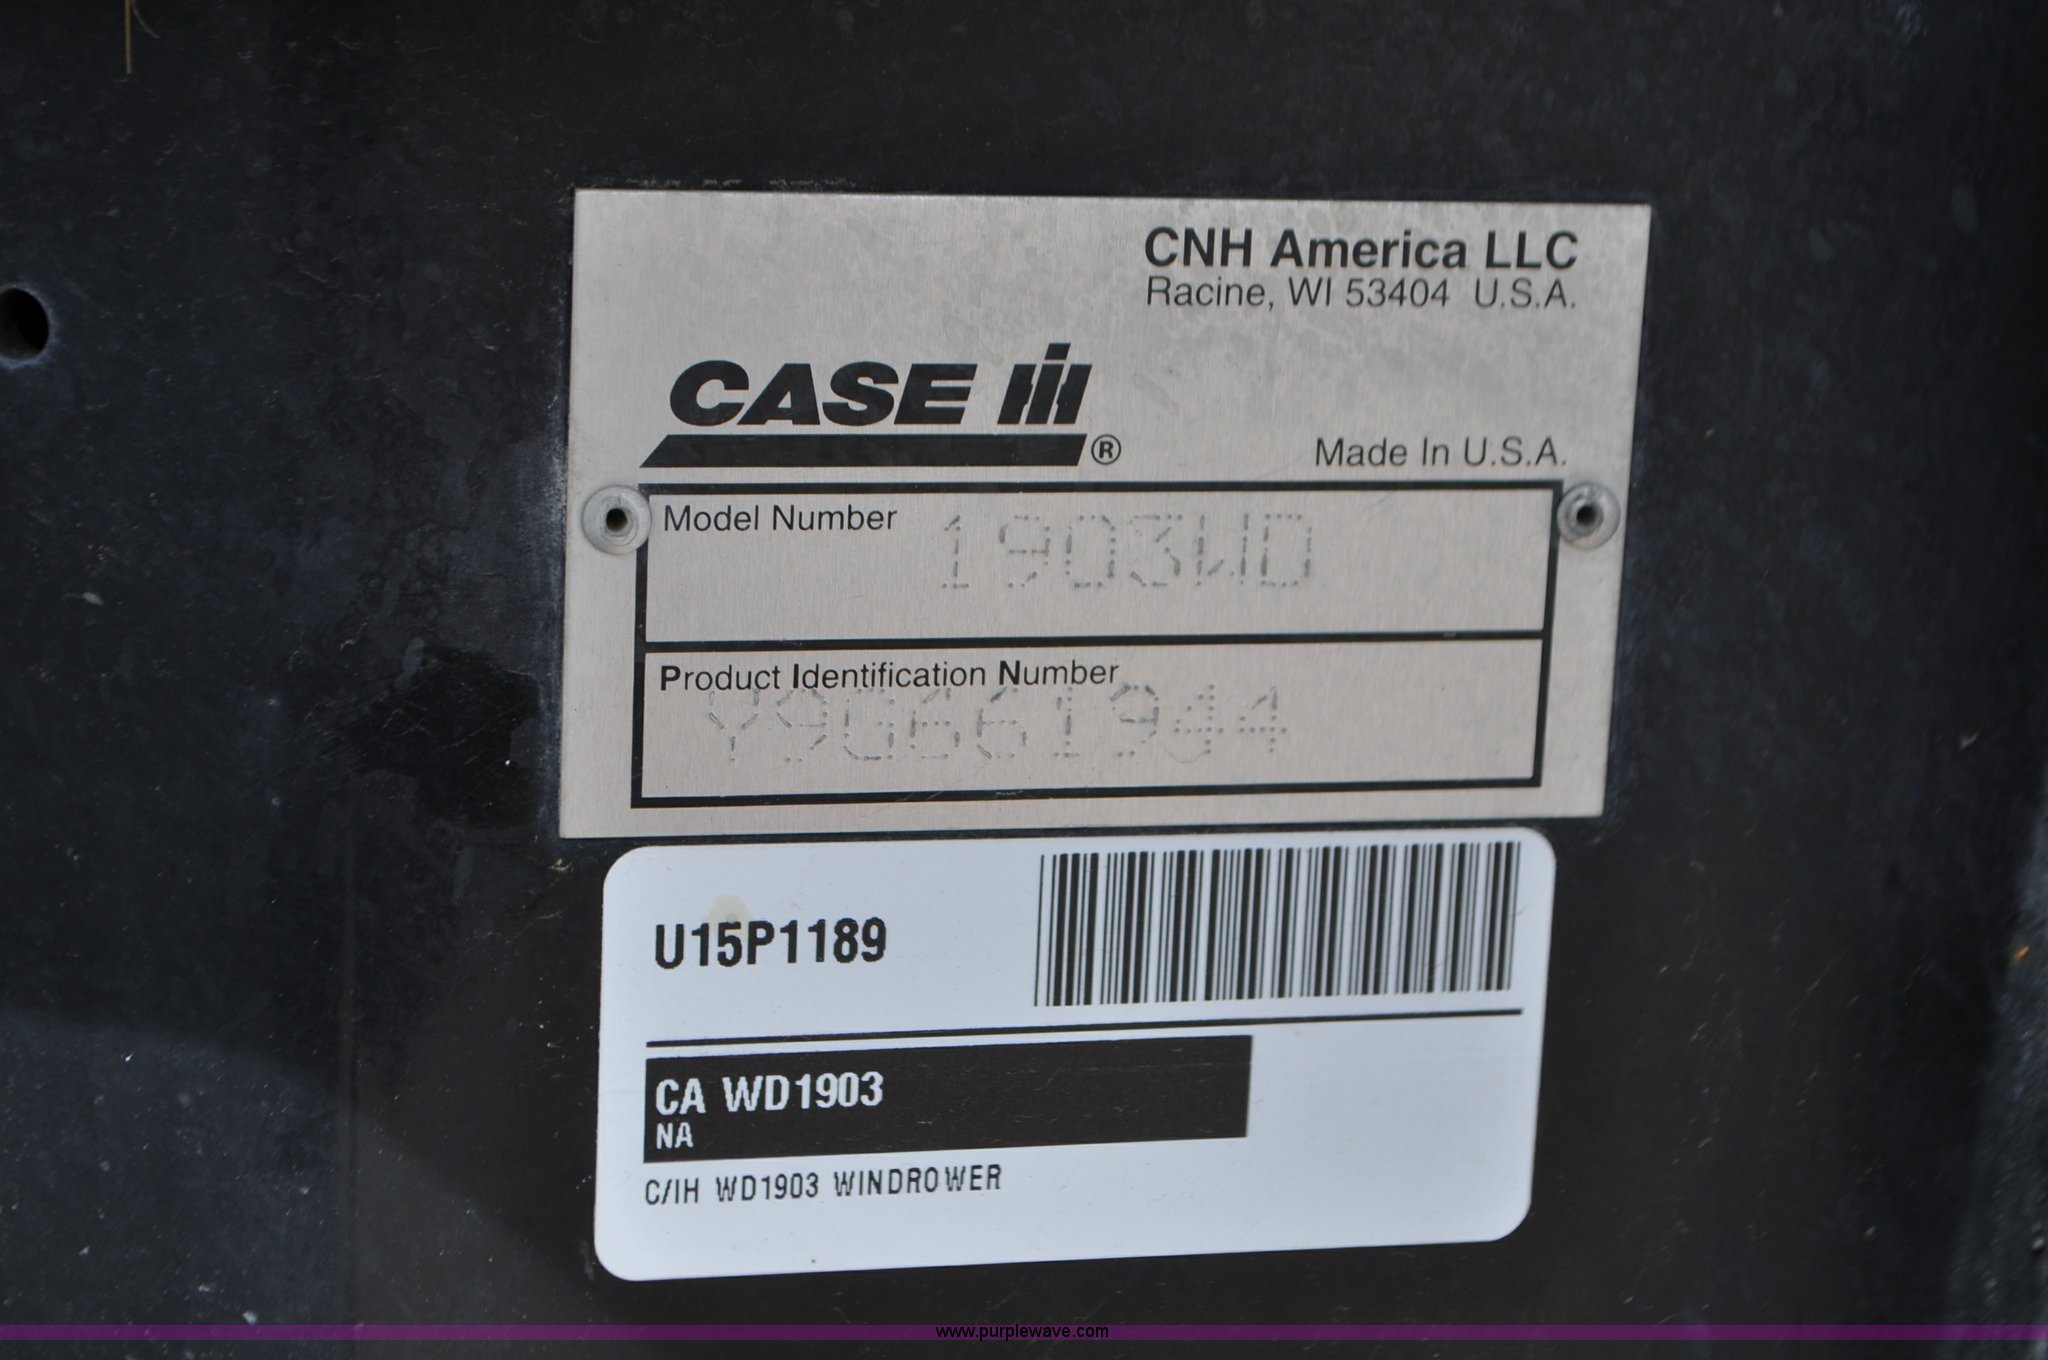 CNH America LLC
Racine, WI 53404 U.S.A.
CASE IH ®
Made In U.S.A.
Model Number 1903WD
Product Identification Number
Y9G661944
U15P1189
CA WD1903
NA
C/IH WD1903 WINDROWER
www.purplewave.com